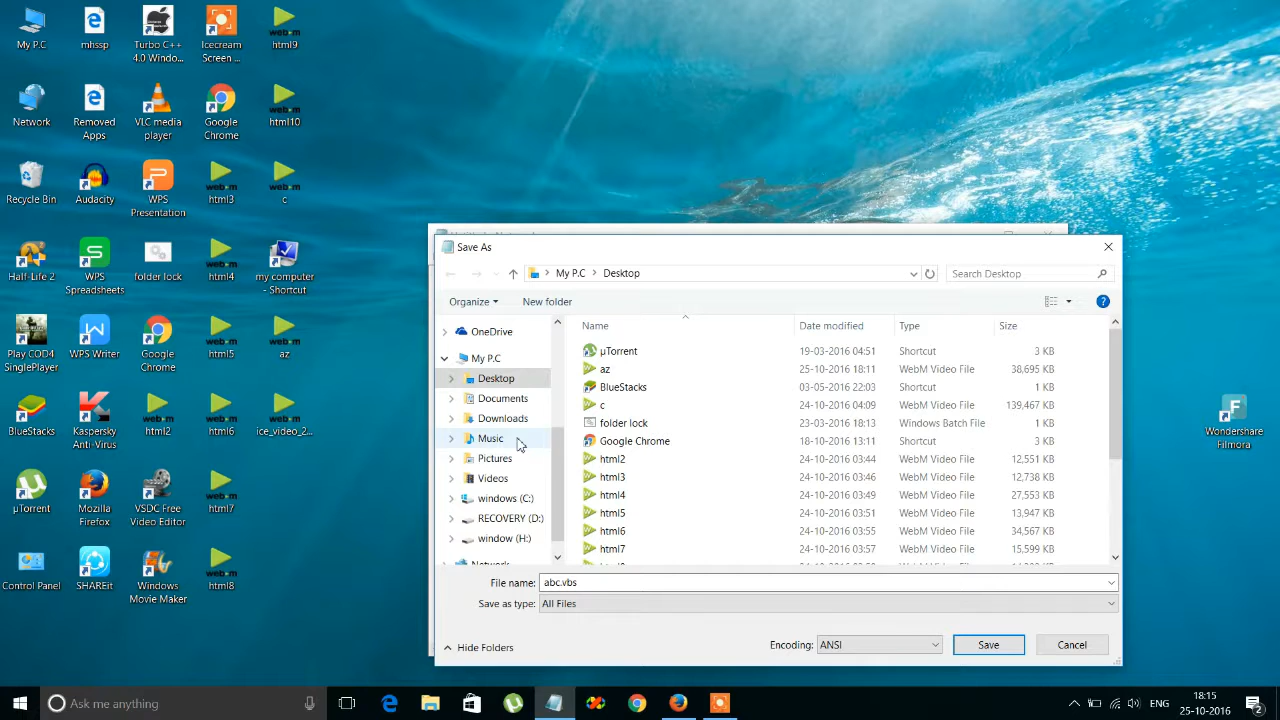 My P.C
mhssp
Turbo C++
4.0 Windo...
Icecream
Screen ...
html9
Network
Removed
Apps
VLC media
player
Google
Chrome
html10
Recycle Bin
Audacity
WPS
Presentation
html3
c
Half-Life 2
WPS
Spreadsheets
folder lock
html4
my computer
- Shortcut
Play COD4
SinglePlayer
WPS Writer
Google
Chrome
html5
az
BlueStacks
Kaspersky
Anti-Virus
html2
html6
ice_video_2...
µTorrent
Mozilla
Firefox
VSDC Free
Video Editor
html7
Control Panel
SHAREit
Windows
Movie Maker
html8
Wondershare
Filmora
Save As
My P.C > Desktop
Search Desktop
Organize
New folder
OneDrive
My P.C
Desktop
Documents
Downloads
Music
Pictures
Videos
windows (C:)
RECOVERY (D:)
window (H:)
Name Date modified Type Size
µTorrent 19-03-2016 04:51 Shortcut 3 KB
az 25-10-2016 18:11 WebM Video File 38,695 KB
BlueStacks 03-05-2016 22:03 Shortcut 1 KB
c 24-10-2016 04:09 WebM Video File 139,467 KB
folder lock 23-03-2016 18:13 Windows Batch File 1 KB
Google Chrome 18-10-2016 13:11 Shortcut 3 KB
html2 24-10-2016 03:44 WebM Video File 12,551 KB
html3 24-10-2016 03:46 WebM Video File 12,738 KB
html4 24-10-2016 03:49 WebM Video File 27,553 KB
html5 24-10-2016 03:51 WebM Video File 13,947 KB
html6 24-10-2016 03:55 WebM Video File 34,567 KB
html7 24-10-2016 03:57 WebM Video File 15,599 KB
File name: abc.vbs
Save as type: All Files
Hide Folders
Encoding: ANSI
Save
Cancel
Ask me anything
ENG
18:15
25-10-2016